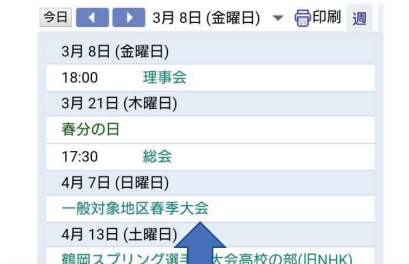 今日 3月 8日 (金曜日) 印刷 週
3月 8日 (金曜日)
18:00 理事会
3月 21日 (木曜日)
春分の日
17:30 総会
4月 7日 (日曜日)
一般対象地区春季大会
4月 13日 (土曜日)
鶴岡スプリング選手 大会高校の部(旧NHK)